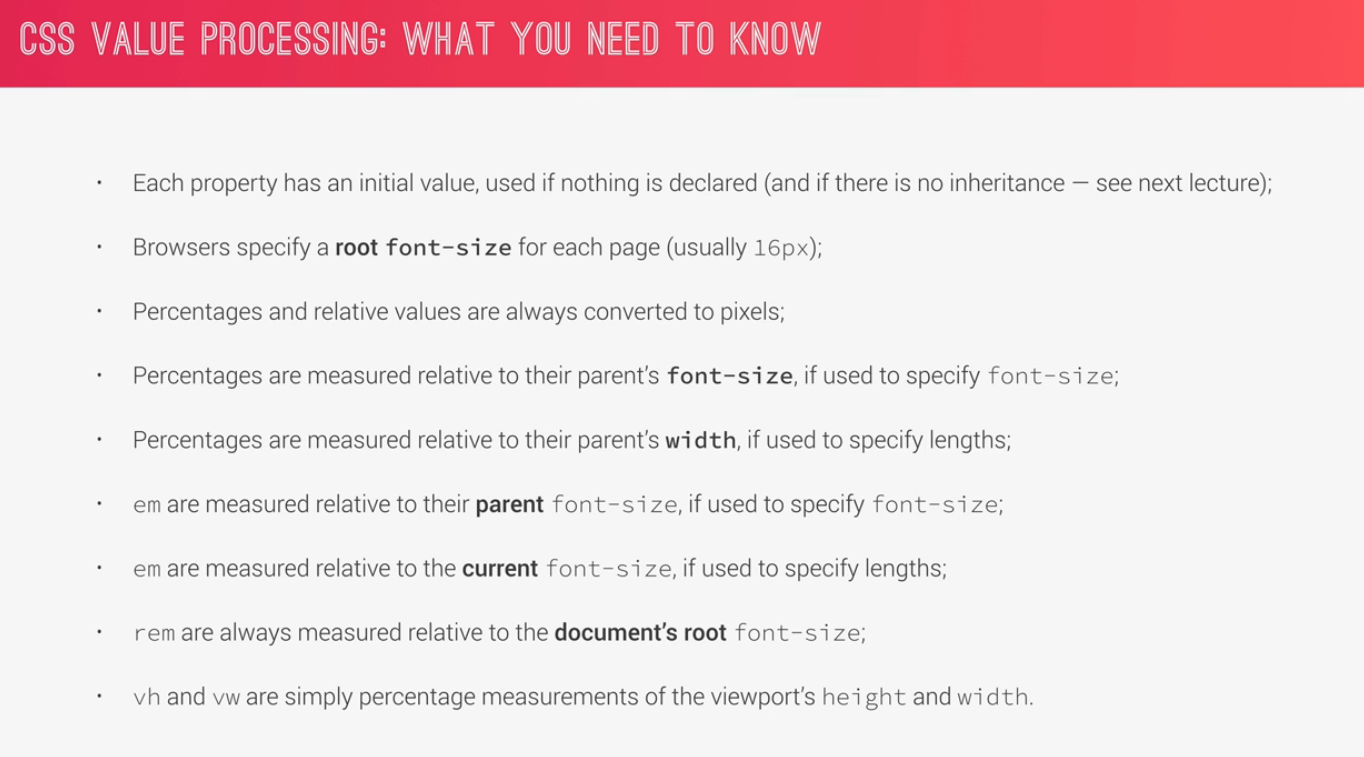 CSS VALUE PROCESSING: WHAT YOU NEED TO KNOW
• Each property has an initial value, used if nothing is declared (and if there is no inheritance — see next lecture);
• Browsers specify a root font-size for each page (usually 16px);
• Percentages and relative values are always converted to pixels;
• Percentages are measured relative to their parent’s font-size, if used to specify font-size;
• Percentages are measured relative to their parent’s width, if used to specify lengths;
• em are measured relative to their parent font-size, if used to specify font-size;
• em are measured relative to the current font-size, if used to specify lengths;
• rem are always measured relative to the document’s root font-size;
• vh and vw are simply percentage measurements of the viewport’s height and width.